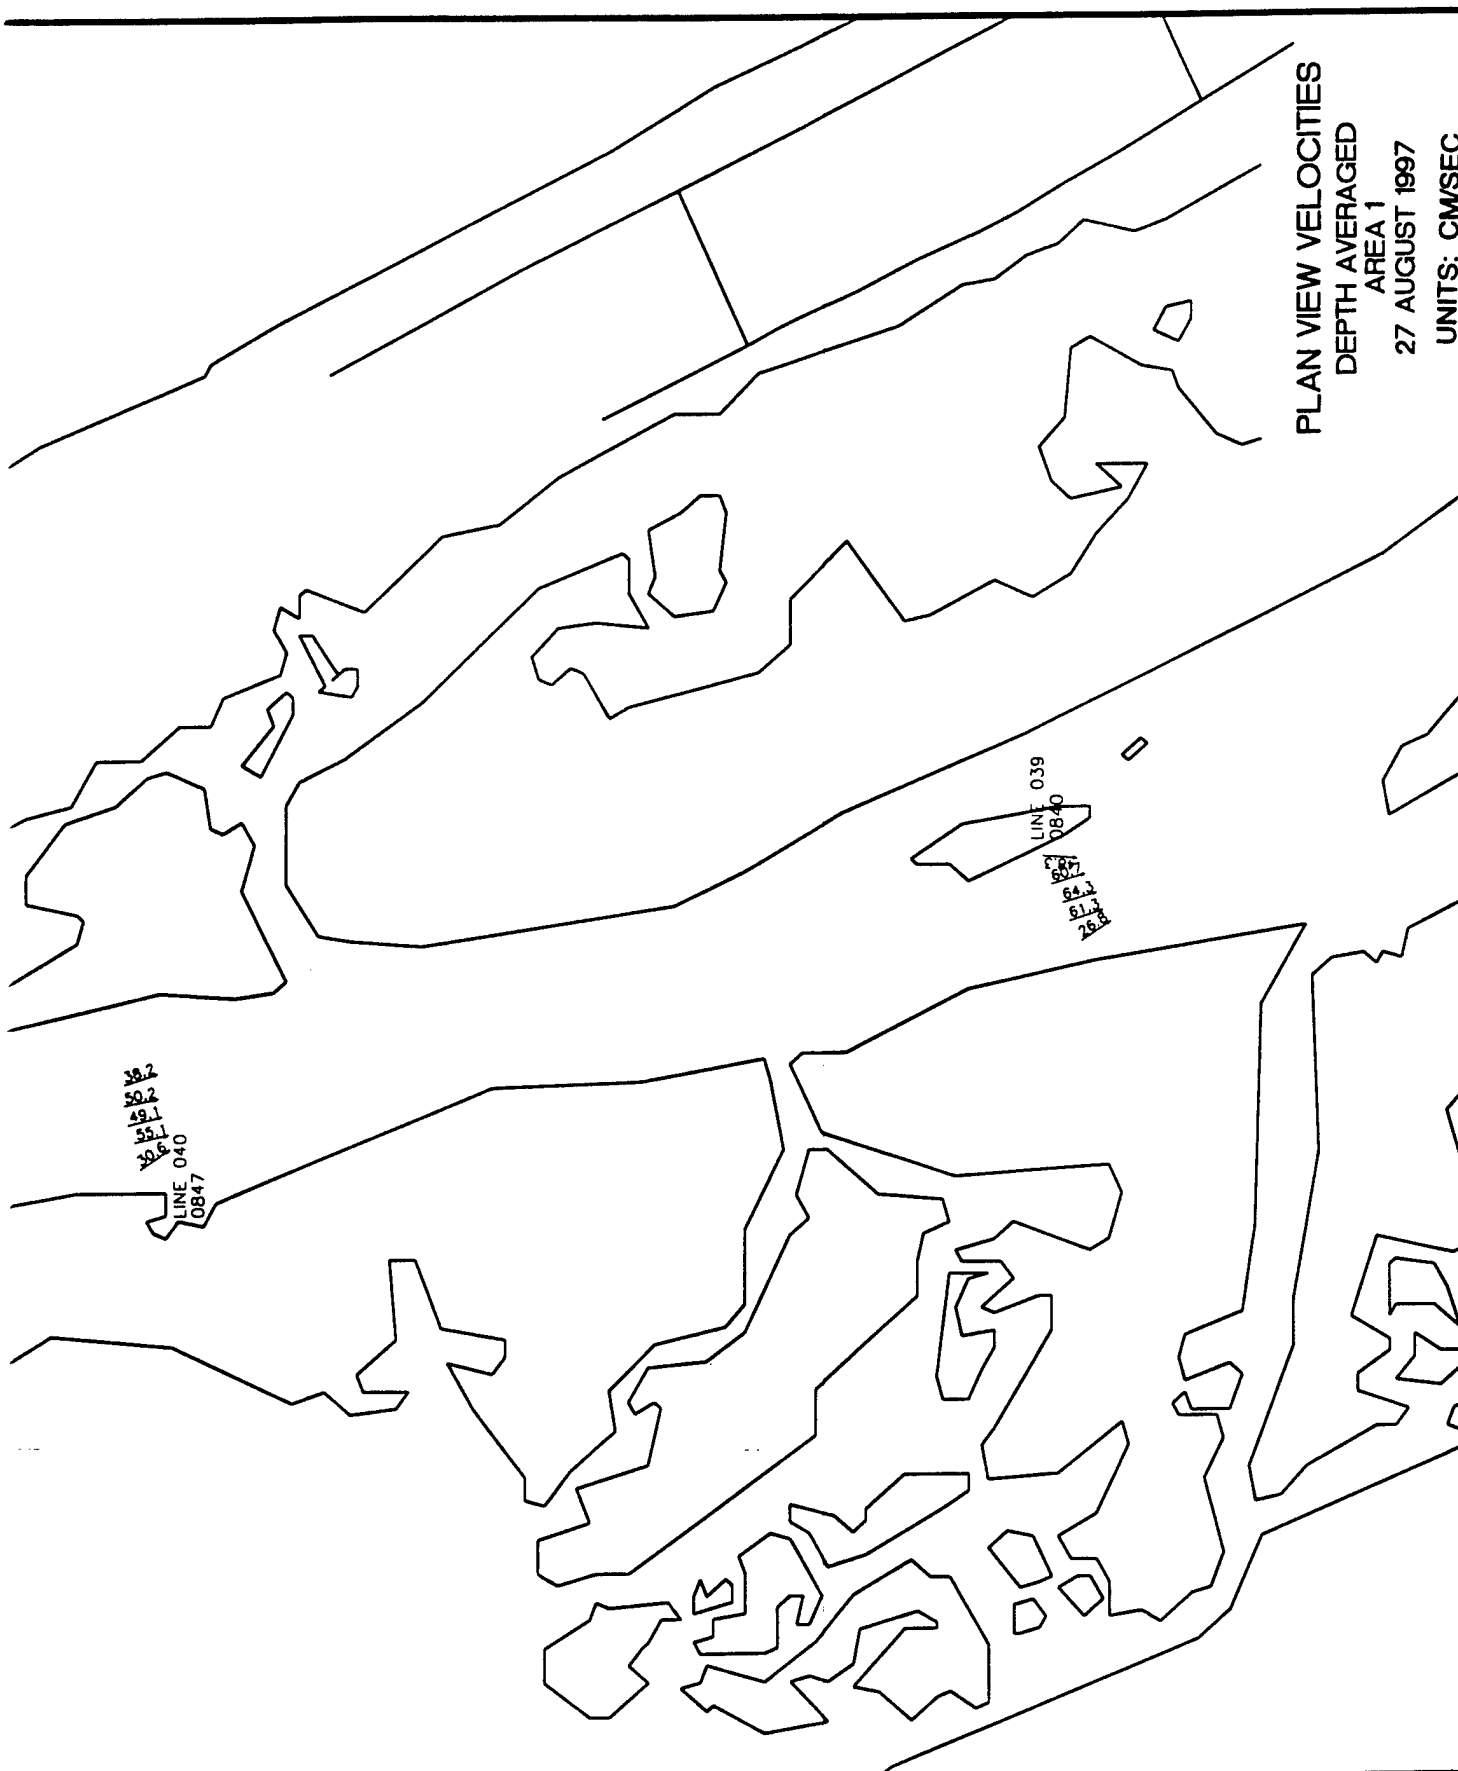 PLAN VIEW VELOCITIES
DEPTH AVERAGED
AREA 1
27 AUGUST 1997
UNITS: CM/SEC
LINE 039
0840
60.7
64.3
61.3
26.8
38.2
50.2
49.1
55.1
30.6
LINE 040
0847